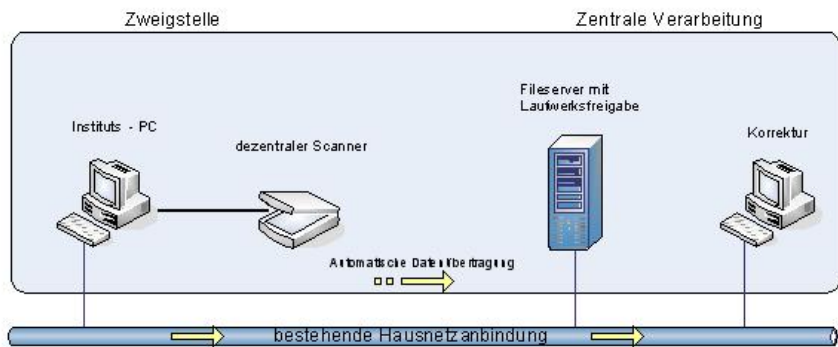 Zweigstelle
Zentrale Verarbeitung
Fileserver mit
Laufwerksfreigabe
Instituts - PC
dezentraler Scanner
Korrektur
Automatische Datenübertragung
bestehende Hausnetzanbindung